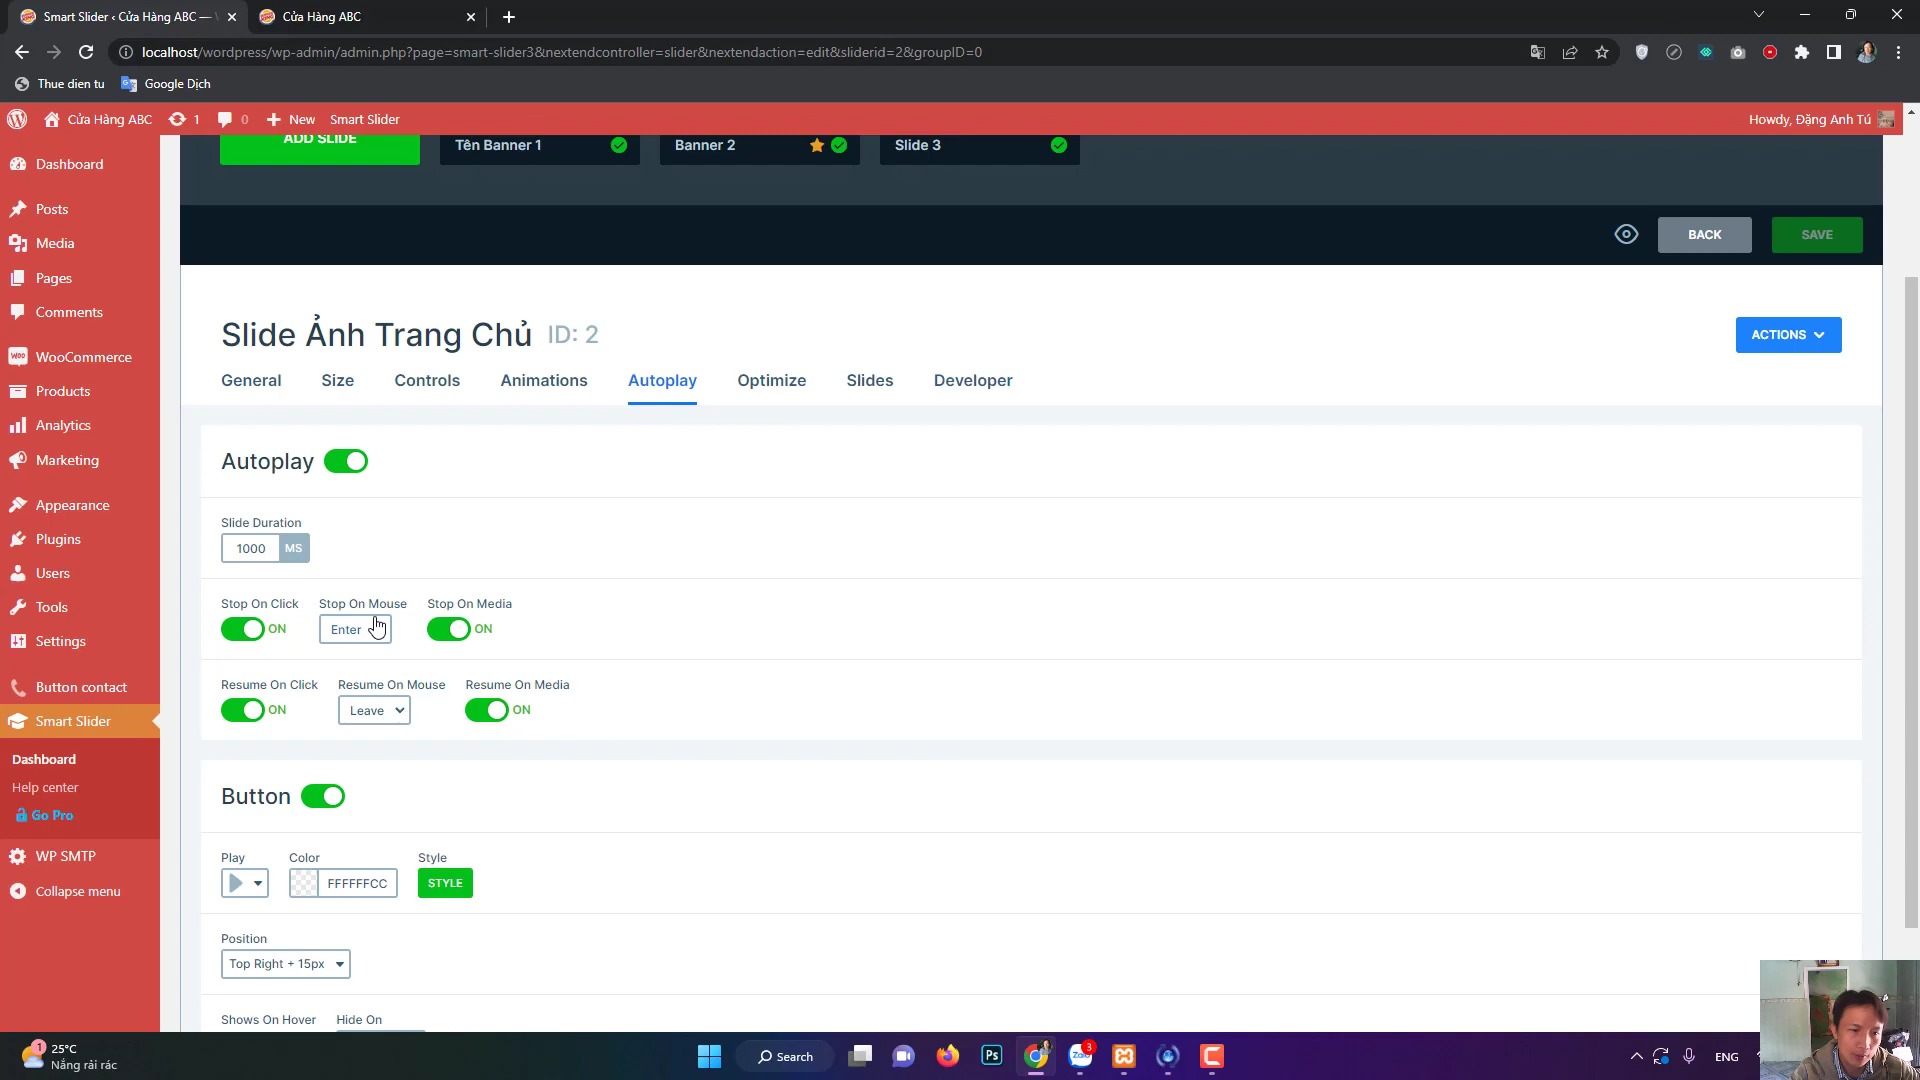 Smart Slider ‹ Cửa Hàng ABC —
Cửa Hàng ABC
localhost/wordpress/wp-admin/admin.php?page=smart-slider3&nextendcontroller=slider&nextendaction=edit&sliderid=2&groupID=0
Thue dien tu
Google Dịch
Cửa Hàng ABC
1
0
New
Smart Slider
Howdy, Đặng Anh Tú
Dashboard
Posts
Media
Pages
Comments
WooCommerce
Products
Analytics
Marketing
Appearance
Plugins
Users
Tools
Settings
Button contact
Smart Slider
Dashboard
Help center
Go Pro
WP SMTP
Collapse menu
ADD SLIDE
Tên Banner 1
Banner 2
Slide 3
BACK
SAVE
Slide Ảnh Trang Chủ ID: 2
ACTIONS
General Size Controls Animations Autoplay Optimize Slides Developer
Autoplay
Slide Duration
1000 MS
Stop On Click Stop On Mouse Stop On Media
ON Enter ON
Resume On Click Resume On Mouse Resume On Media
ON Leave ON
Button
Play Color Style
FFFFFFCC STYLE
Position
Top Right + 15px
Shows On Hover Hide On
1
25°C
Nắng rải rác
Search
Ps
Zalo
3
ENG